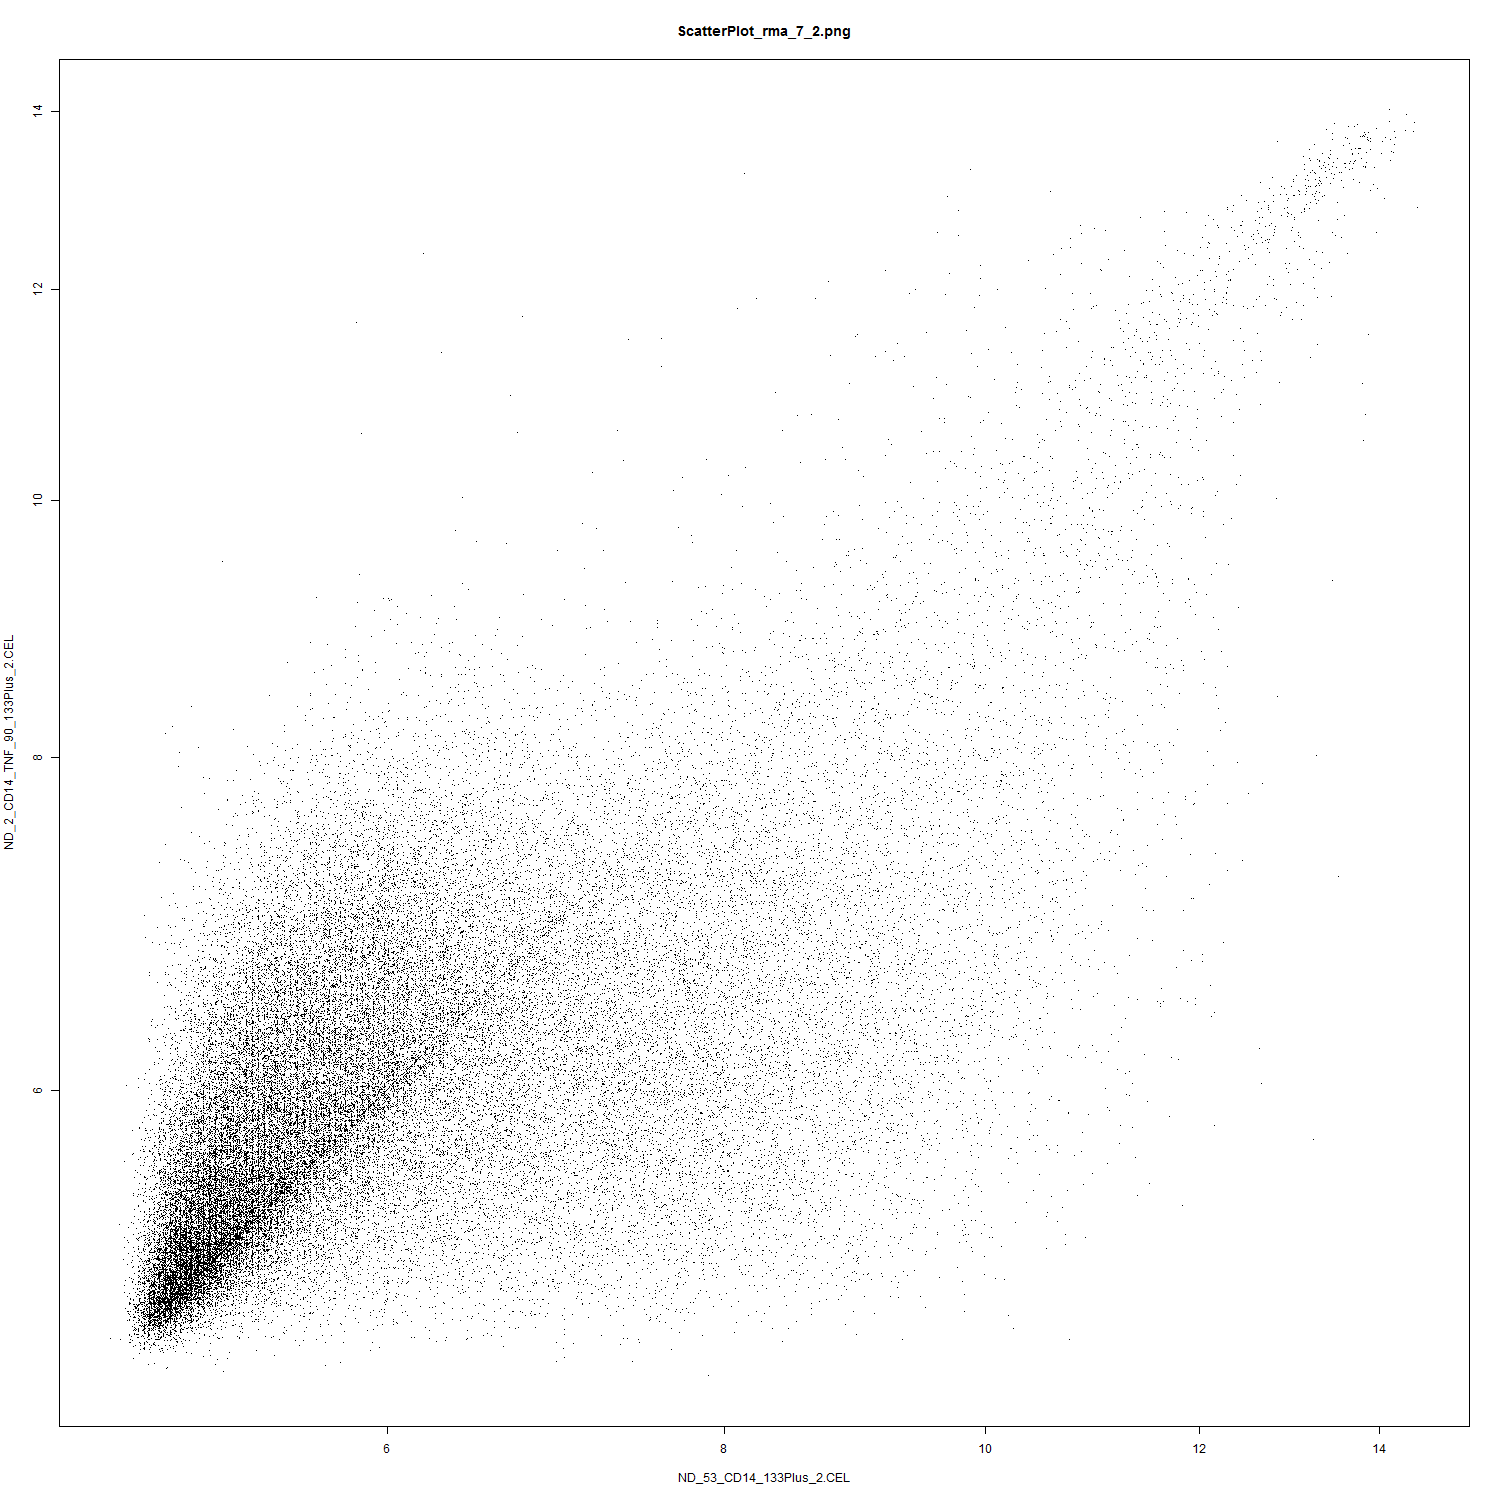 ScatterPlot_rma_7_2.png
14
12
10
8
6
ND_2_CD14_TNF_90_133Plus_2.CEL
6 8 10 12 14
ND_53_CD14_133Plus_2.CEL